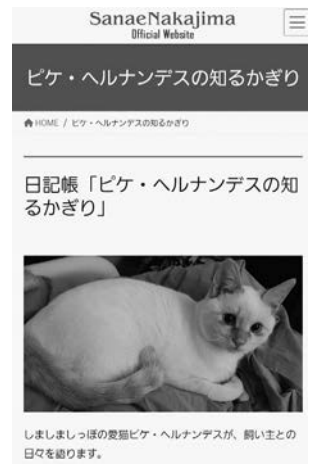 SanaeNakajima
Official Website
ピケ・ヘルナンデスの知るかぎり
HOME / ピケ・ヘルナンデスの知るかぎり
日記帳「ピケ・ヘルナンデスの知
るかぎり」
しましましっぽの愛猫ピケ・ヘルナンデスが、飼い主との
日々を語ります。